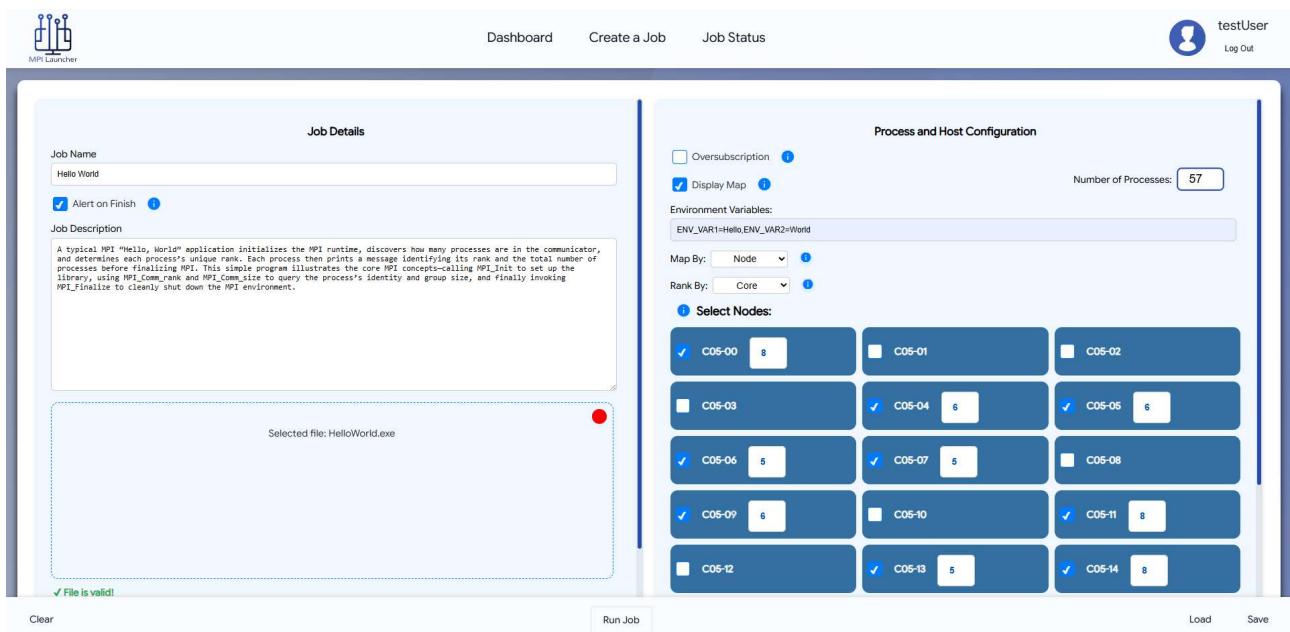 MPI Launcher
Dashboard Create a Job Job Status
testUser
Log Out
Job Details
Job Name
Hello World
Alert on Finish
Job Description
A typical MPI “Hello, World” application initializes the MPI runtime, discovers how many processes are in the communicator,
and determines each process’s unique rank. Each process then prints a message identifying its rank and the total number of
processes before finalizing MPI. This simple program illustrates the core MPI concepts—calling MPI_Init to set up the
library, using MPI_Comm_rank and MPI_Comm_size to query the process’s identity and group size, and finally invoking
MPI_Finalize to cleanly shut down the MPI environment.
Selected file: HelloWorld.exe
✓ File is valid!
Process and Host Configuration
Oversubscription
Display Map
Number of Processes: 57
Environment Variables:
ENV_VAR1=Hello,ENV_VAR2=World
Map By: Node
Rank By: Core
Select Nodes:
C05-00 8 C05-01 C05-02
C05-03 C05-04 6 C05-05 6
C05-06 5 C05-07 5 C05-08
C05-09 6 C05-10 C05-11 8
C05-12 C05-13 5 C05-14 8
Clear Run Job Load Save